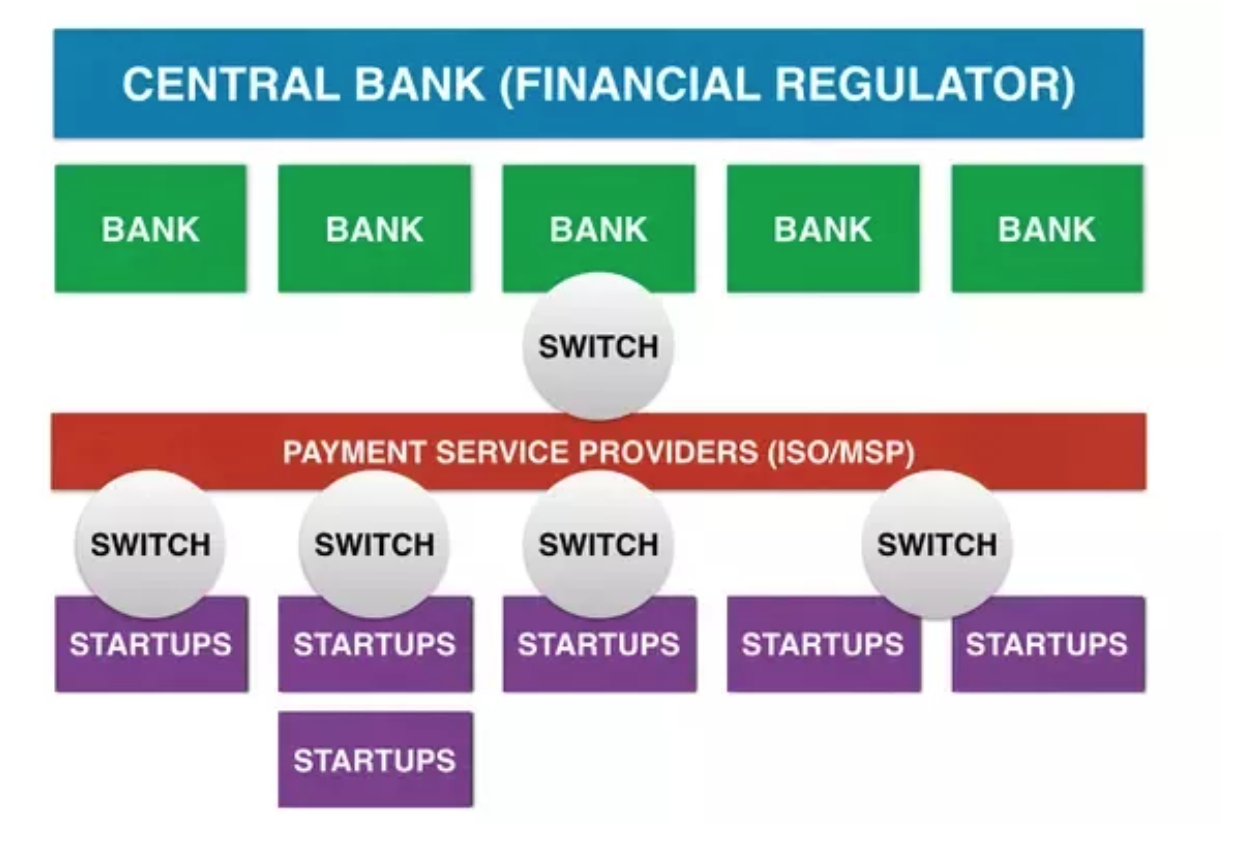 CENTRAL BANK (FINANCIAL REGULATOR)
BANK
BANK
BANK
BANK
BANK
SWITCH
PAYMENT SERVICE PROVIDERS (ISO/MSP)
SWITCH
SWITCH
SWITCH
SWITCH
STARTUPS
STARTUPS
STARTUPS
STARTUPS
STARTUPS
STARTUPS